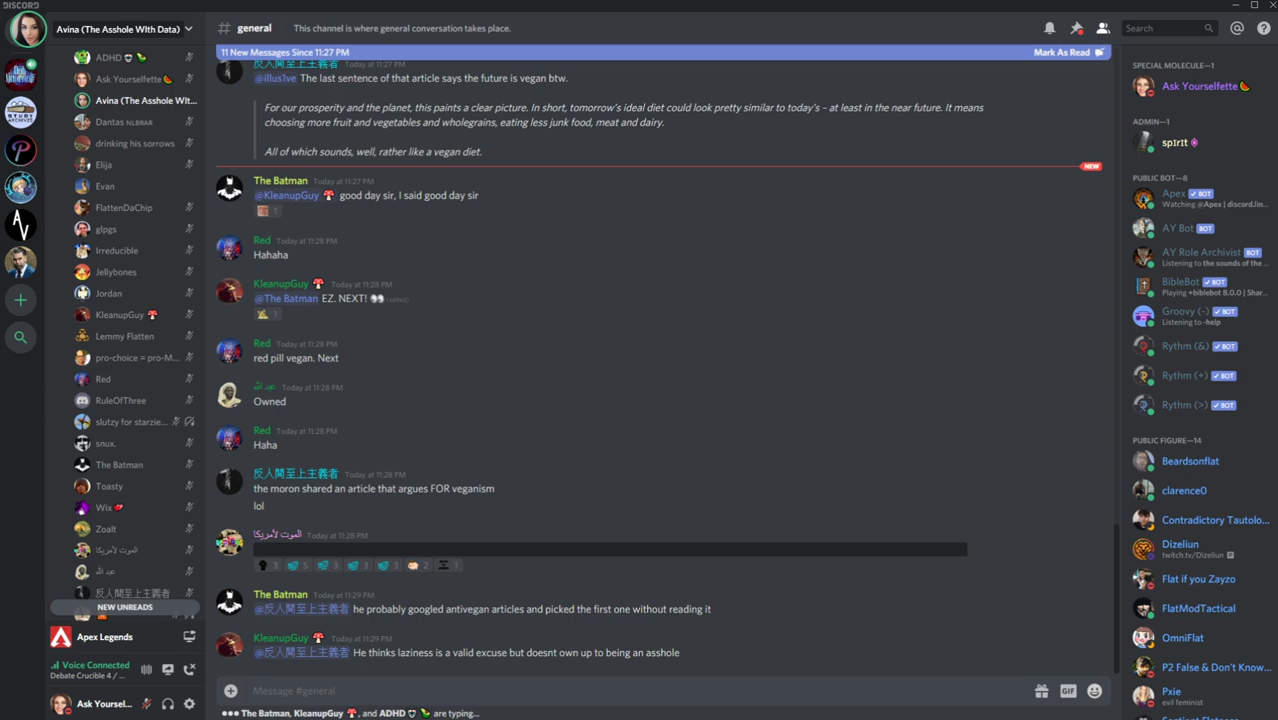 DISCORD
Avina (The Asshole WIth Data)
# general
This channel is where general conversation takes place.
Search
11 New Messages Since 11:27 PM
Mark As Read
ADHD
Ask Yourselfette
Avina (The Asshole WIt...
Dantas NLBRAR
drinking his sorrows
Elija
Evan
FlattenDaChip
glpgs
Irreducible
Jellybones
Jordan
KleanupGuy
Lemmy Flatten
pro-choice = pro-M...
Red
RuleOfThree
slutzy for starzie...
snux.
The Batman
Toasty
Wix
Zoalt
الموت لأمريكا
عبد الله
反人間至上主義者
NEW UNREADS
Apex Legends
Voice Connected
Debate Crucible 4 / ...
Ask Yoursel...
反人間至上主義者 Today at 11:27 PM
@illus1ve The last sentence of that article says the future is vegan btw.
For our prosperity and the planet, this paints a clear picture. In short, tomorrow's ideal diet could look pretty similar to today's – at least in the near future. It means
choosing more fruit and vegetables and wholegrains, eating less junk food, meat and dairy.
All of which sounds, well, rather like a vegan diet.
NEW
The Batman Today at 11:27 PM
@KleanupGuy good day sir, I said good day sir
1
Red Today at 11:28 PM
Hahaha
KleanupGuy Today at 11:28 PM
@The Batman EZ. NEXT! (edited)
1
Red Today at 11:28 PM
red pill vegan. Next
عبد الله Today at 11:28 PM
Owned
Red Today at 11:28 PM
Haha
反人間至上主義者 Today at 11:28 PM
the moron shared an article that argues FOR veganism
lol
الموت لأمريكا Today at 11:28 PM
3 5 3 3 3 2 1
The Batman Today at 11:29 PM
@反人間至上主義者 he probably googled antivegan articles and picked the first one without reading it
KleanupGuy Today at 11:29 PM
@反人間至上主義者 He thinks laziness is a valid excuse but doesnt own up to being an asshole
Message #general
GIF
The Batman, KleanupGuy, and ADHD are typing...
SPECIAL MOLECULE—1
Ask Yourselfette
ADMIN—1
sp1r1t
PUBLIC BOT—8
Apex BOT
Watching @Apex | discord.lin...
AY Bot BOT
AY Role Archivist BOT
Listening to the sounds of the...
BibleBot BOT
Playing +biblebot 8.0.0 | Shar...
Groovy (-) BOT
Listening to -help
Rythm (&) BOT
Rythm (+) BOT
Rythm (>) BOT
PUBLIC FIGURE—14
Beardsonflat
clarence0
Contradictory Tautolo...
Dizeliun
twitch.tv/Dizeliun
Flat if you Zayzo
FlatModTactical
OmniFlat
P2 False & Don't Know...
Pxie
evil feminist